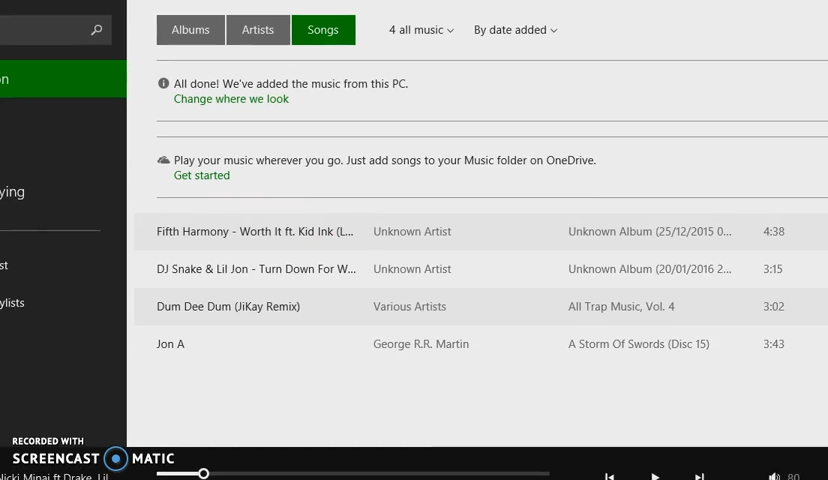 Albums Artists Songs 4 all music By date added
on
All done! We've added the music from this PC.
Change where we look
Play your music wherever you go. Just add songs to your Music folder on OneDrive.
Get started
ying
Fifth Harmony - Worth It ft. Kid Ink (L... Unknown Artist Unknown Album (25/12/2015 0... 4:38
st
DJ Snake & Lil Jon - Turn Down For W... Unknown Artist Unknown Album (20/01/2016 2... 3:15
ylists
Dum Dee Dum (JiKay Remix) Various Artists All Trap Music, Vol. 4 3:02
Jon A George R.R. Martin A Storm Of Swords (Disc 15) 3:43
RECORDED WITH
SCREENCAST MATIC
Nicki Minaj ft Drake, Lil 80